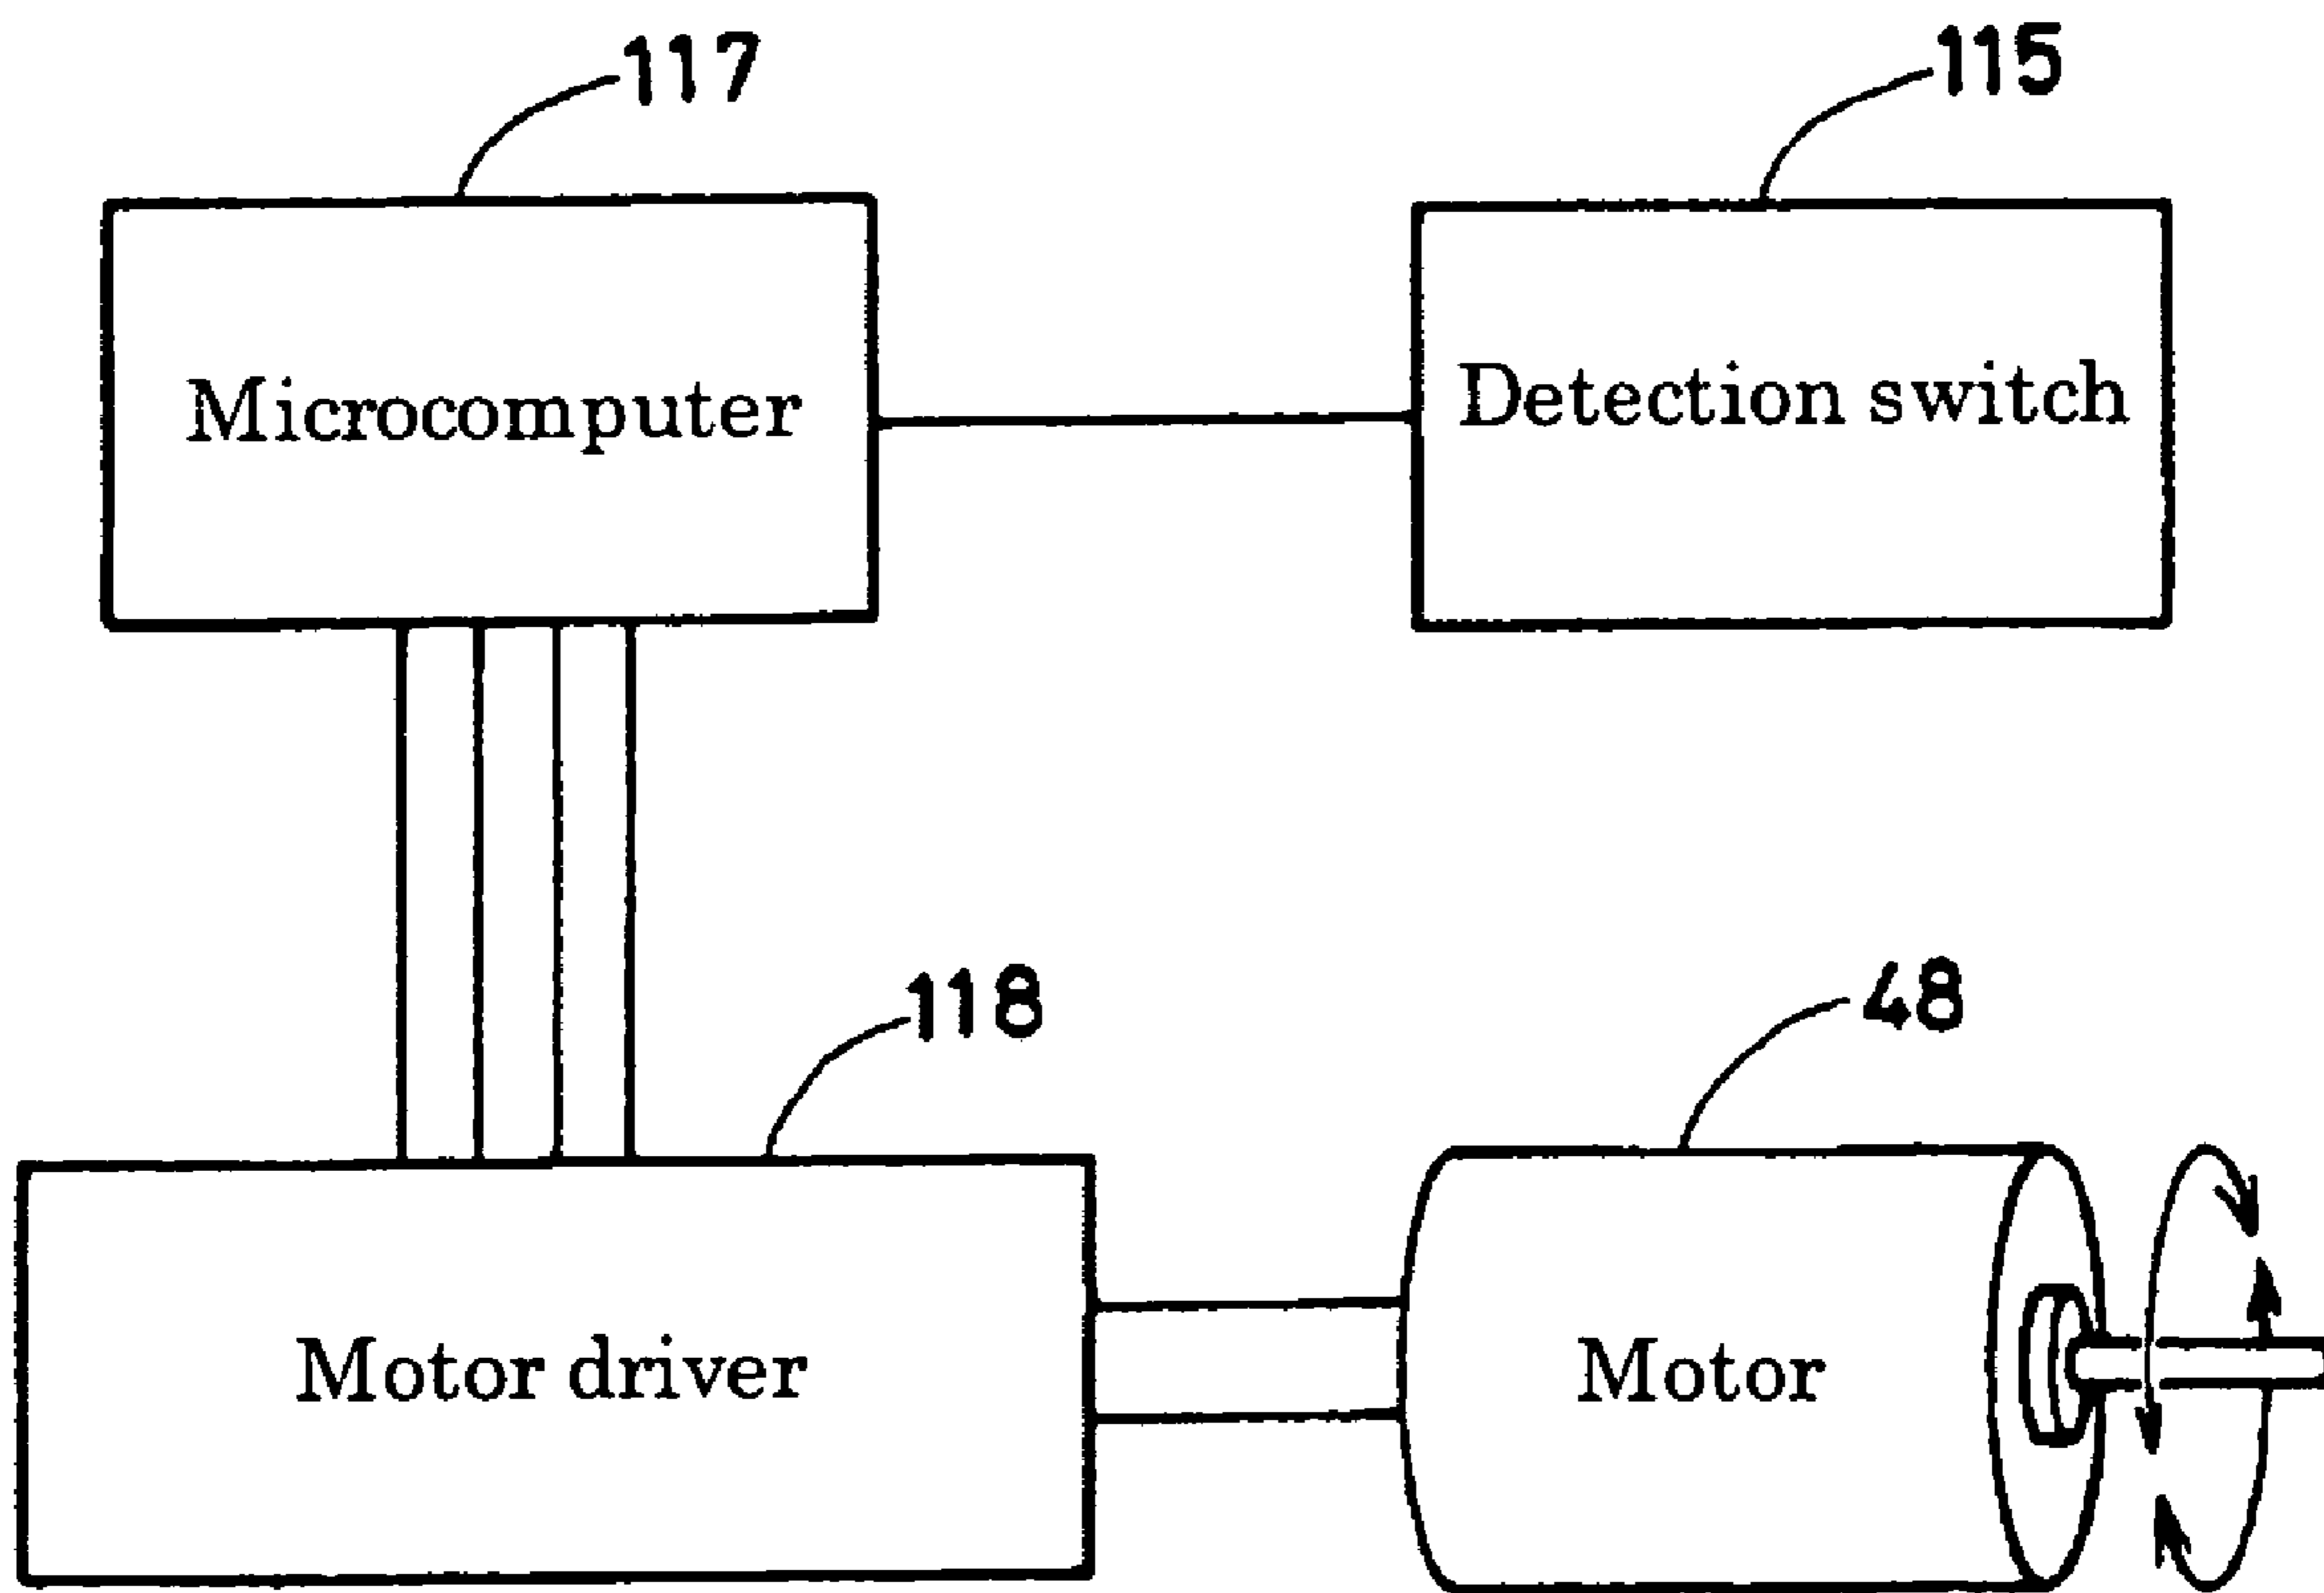 117
115
Microcomputer
Detection switch
118
48
Motor driver
Motor